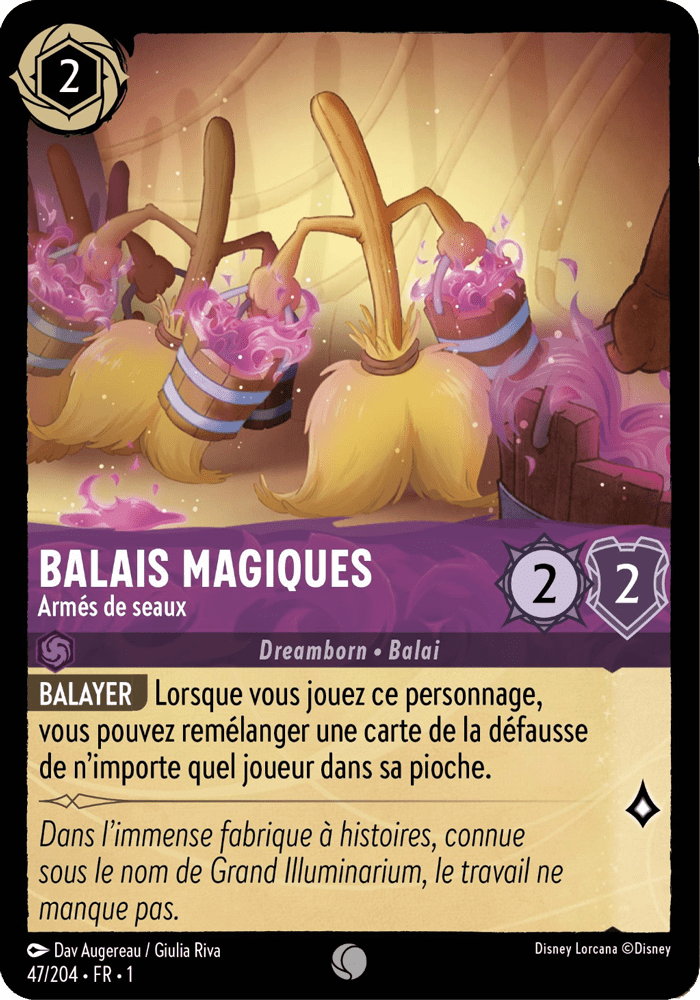 2
BALAIS MAGIQUES
Armés de seaux
2
2
Dreamborn • Balai
BALAYER Lorsque vous jouez ce personnage,
vous pouvez remélanger une carte de la défausse
de n'importe quel joueur dans sa pioche.
Dans l'immense fabrique à histoires, connue
sous le nom de Grand Illuminarium, le travail ne
manque pas.
Dav Augereau / Giulia Riva
47/204 • FR • 1
Disney Lorcana ©Disney